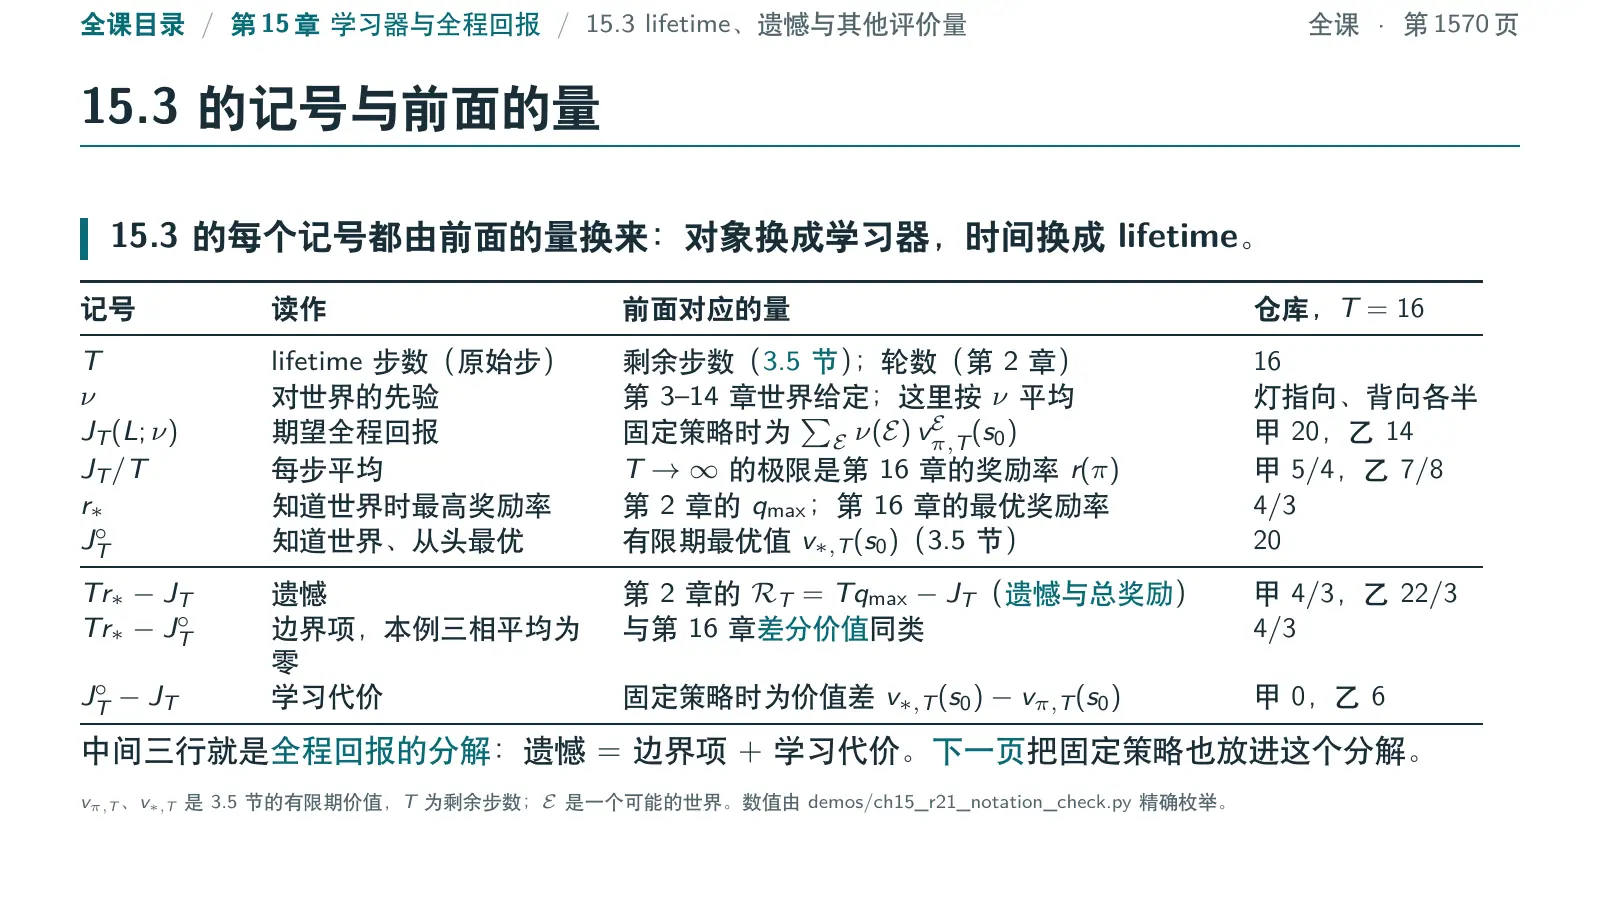 全课目录 / 第 15 章 学习器与全程回报 / 15.3 lifetime、遗憾与其他评价量
全课 · 第 1570 页
15.3 的记号与前面的量
15.3 的每个记号都由前面的量换来：对象换成学习器，时间换成 lifetime。
记号 读作 前面对应的量 仓库，T = 16
T lifetime 步数（原始步） 剩余步数（3.5 节）；轮数（第 2 章） 16
ν 对世界的先验 第 3–14 章世界给定；这里按 ν 平均 灯指向、背向各半
J_T(L; ν) 期望全程回报 固定策略时为 ∑_ℰ ν(ℰ) v^ℰ_{π,T}(s₀) 甲 20，乙 14
J_T/T 每步平均 T → ∞ 的极限是第 16 章的奖励率 r(π) 甲 5/4，乙 7/8
r∗ 知道世界时最高奖励率 第 2 章的 q_max；第 16 章的最优奖励率 4/3
J°_T 知道世界、从头最优 有限期最优值 v_{∗,T}(s₀)（3.5 节） 20
Tr∗ − J_T 遗憾 第 2 章的 ℛ_T = Tq_max − J_T（遗憾与总奖励） 甲 4/3，乙 22/3
Tr∗ − J°_T 边界项，本例三相平均为 与第 16 章差分价值同类 4/3
零
J°_T − J_T 学习代价 固定策略时为价值差 v_{∗,T}(s₀) − v_{π,T}(s₀) 甲 0，乙 6
中间三行就是全程回报的分解：遗憾 = 边界项 + 学习代价。下一页把固定策略也放进这个分解。
v_{π,T}、v_{∗,T} 是 3.5 节的有限期价值，T 为剩余步数；ℰ 是一个可能的世界。数值由 demos/ch15_r21_notation_check.py 精确枚举。